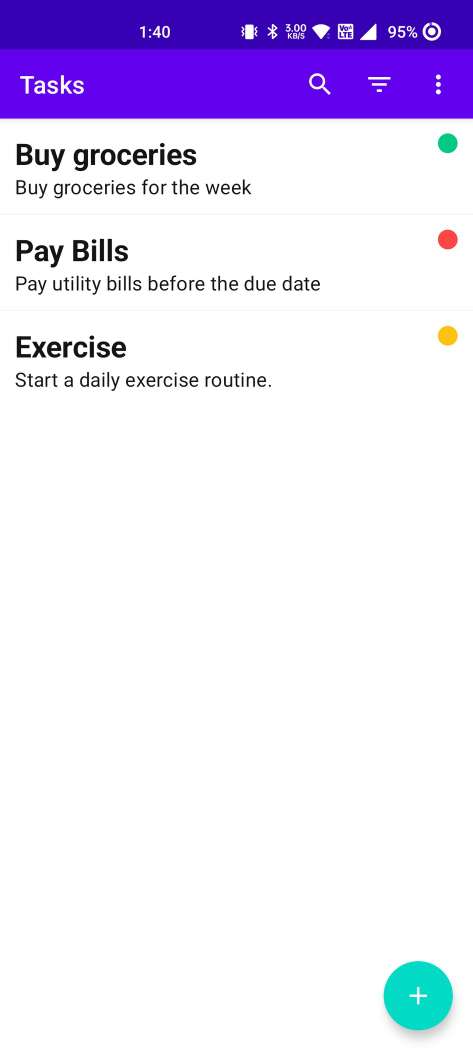 1:40
3.00
KB/S
Vo
LTE
95%
Tasks
Buy groceries
Buy groceries for the week
Pay Bills
Pay utility bills before the due date
Exercise
Start a daily exercise routine.